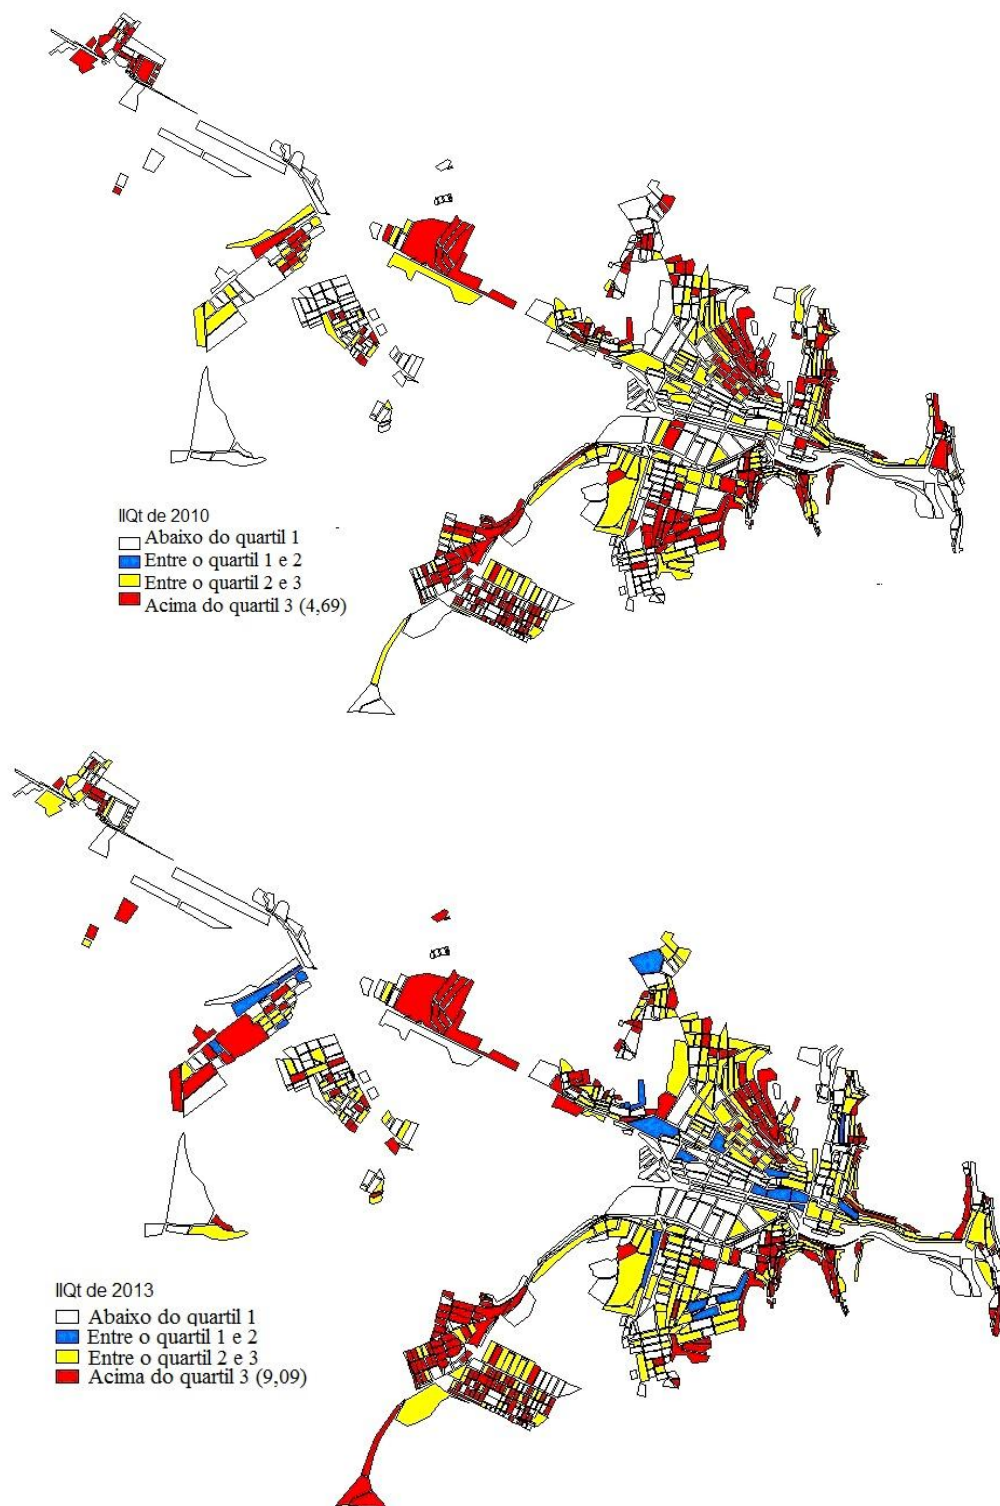 IIQt de 2010
Abaixo do quartil 1
Entre o quartil 1 e 2
Entre o quartil 2 e 3
Acima do quartil 3 (4,69)
IIQt de 2013
Abaixo do quartil 1
Entre o quartil 1 e 2
Entre o quartil 2 e 3
Acima do quartil 3 (9,09)